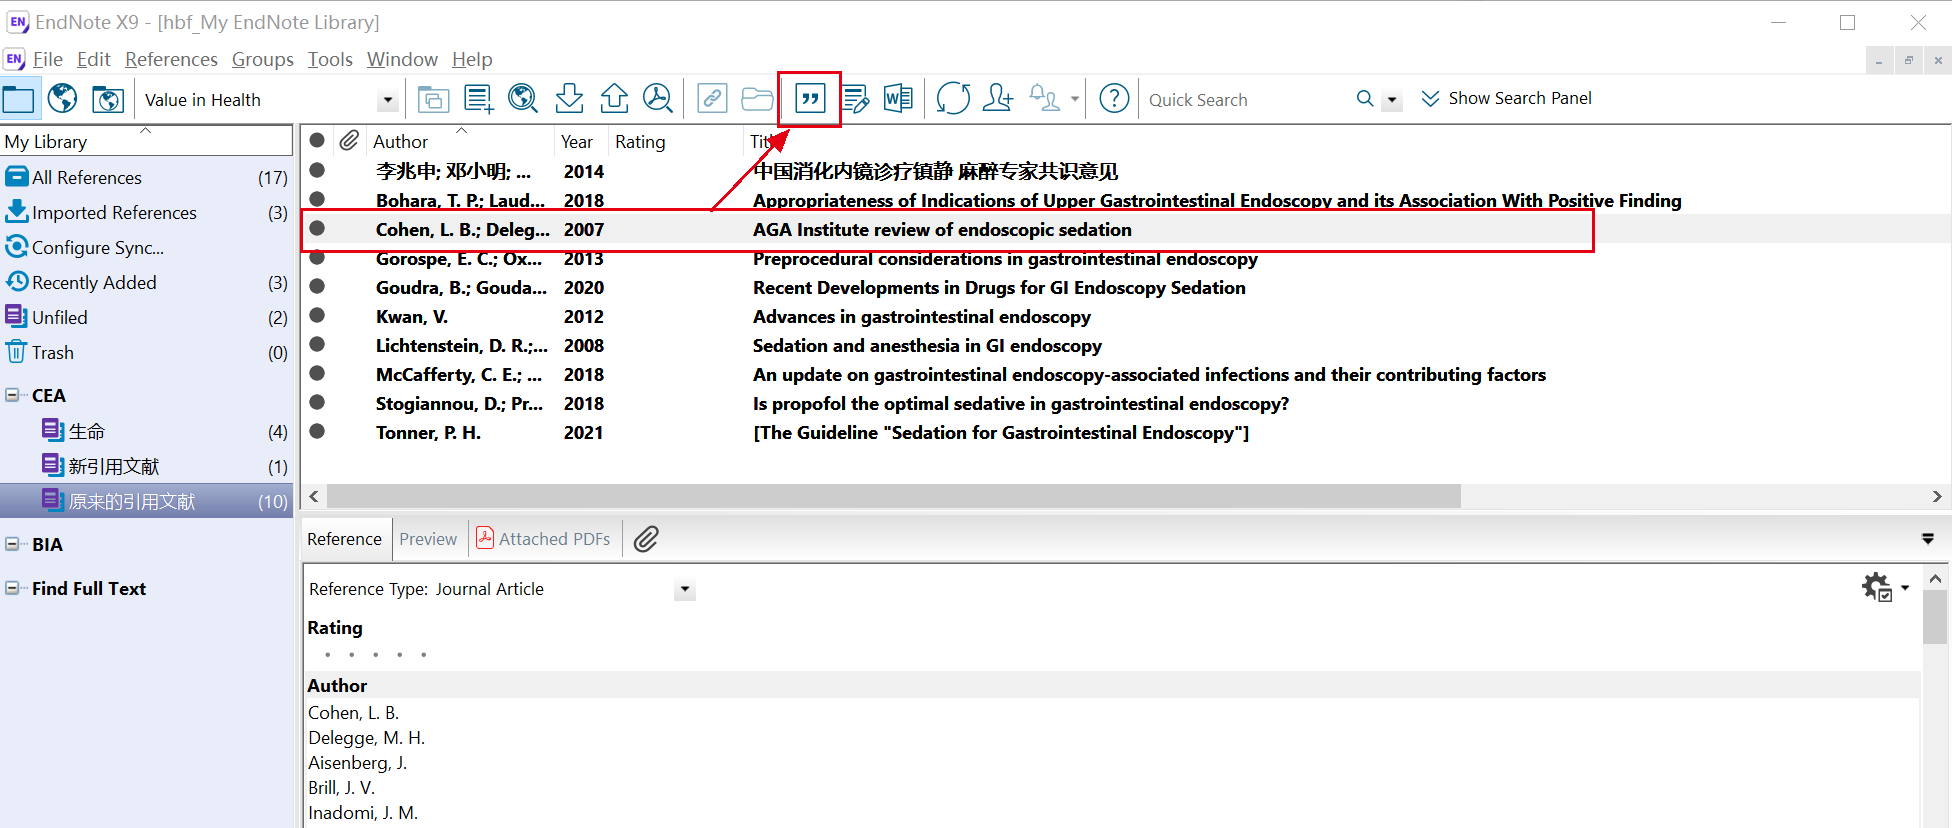 EN EndNote X9 - [hbf_My EndNote Library]
EN File Edit References Groups Tools Window Help
Value in Health
Quick Search
Show Search Panel
My Library
All References (17)
Imported References (3)
Configure Sync...
Recently Added (3)
Unfiled (2)
Trash (0)
CEA
生命 (4)
新引用文献 (1)
原来的引用文献 (10)
BIA
Find Full Text
Author Year Rating Title
李兆申; 邓小明; ... 2014 中国消化内镜诊疗镇静 麻醉专家共识意见
Bohara, T. P.; Laud... 2018 Appropriateness of Indications of Upper Gastrointestinal Endoscopy and its Association With Positive Finding
Cohen, L. B.; Deleg... 2007 AGA Institute review of endoscopic sedation
Gorospe, E. C.; Ox... 2013 Preprocedural considerations in gastrointestinal endoscopy
Goudra, B.; Gouda... 2020 Recent Developments in Drugs for GI Endoscopy Sedation
Kwan, V. 2012 Advances in gastrointestinal endoscopy
Lichtenstein, D. R.;... 2008 Sedation and anesthesia in GI endoscopy
McCafferty, C. E.; ... 2018 An update on gastrointestinal endoscopy-associated infections and their contributing factors
Stogiannou, D.; Pr... 2018 Is propofol the optimal sedative in gastrointestinal endoscopy?
Tonner, P. H. 2021 [The Guideline "Sedation for Gastrointestinal Endoscopy"]
Reference Preview Attached PDFs
Reference Type: Journal Article
Rating
Author
Cohen, L. B.
Delegge, M. H.
Aisenberg, J.
Brill, J. V.
Inadomi, J. M.